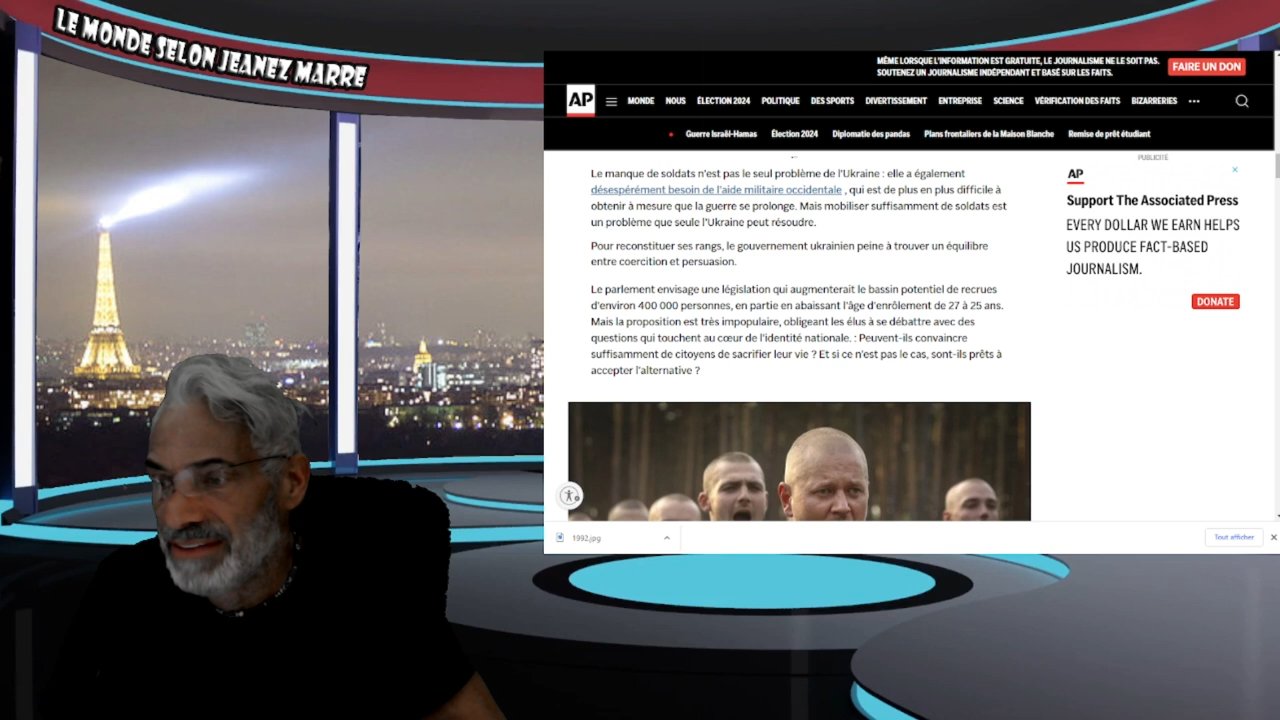 LE MONDE SELON JEANEZ MARRE
MÊME LORSQUE L'INFORMATION EST GRATUITE, LE JOURNALISME NE LE SOIT PAS.
SOUTENEZ UN JOURNALISME INDÉPENDANT ET BASÉ SUR LES FAITS.
FAIRE UN DON
AP
MONDE NOUS ÉLECTION 2024 POLITIQUE DES SPORTS DIVERTISSEMENT ENTREPRISE SCIENCE VÉRIFICATION DES FAITS BIZARRERIES
Guerre Israël-Hamas Élection 2024 Diplomatie des pandas Plans frontaliers de la Maison Blanche Remise de prêt étudiant
Le manque de soldats n'est pas le seul problème de l'Ukraine : elle a également
désespérément besoin de l'aide militaire occidentale , qui est de plus en plus difficile à
obtenir à mesure que la guerre se prolonge. Mais mobiliser suffisamment de soldats est
un problème que seule l'Ukraine peut résoudre.
Pour reconstituer ses rangs, le gouvernement ukrainien peine à trouver un équilibre
entre coercition et persuasion.
Le parlement envisage une législation qui augmenterait le bassin potentiel de recrues
d'environ 400 000 personnes, en partie en abaissant l'âge d'enrôlement de 27 à 25 ans.
Mais la proposition est très impopulaire, obligeant les élus à se débattre avec des
questions qui touchent au cœur de l'identité nationale. : Peuvent-ils convaincre
suffisamment de citoyens de sacrifier leur vie ? Et si ce n'est pas le cas, sont-ils prêts à
accepter l'alternative ?
PUBLICITÉ
AP
Support The Associated Press
EVERY DOLLAR WE EARN HELPS
US PRODUCE FACT-BASED
JOURNALISM.
DONATE
1992.jpg
Tout afficher